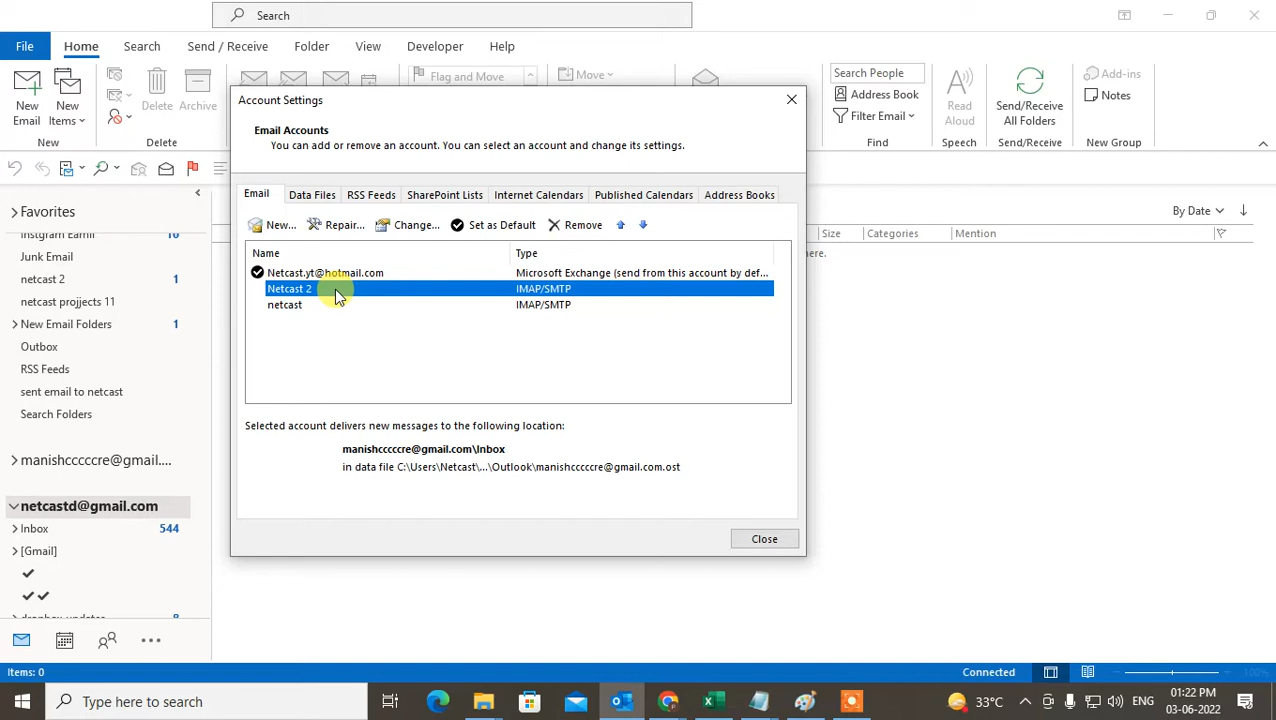 Search
File
Home
Search
Send / Receive
Folder
View
Developer
Help
New
Email
New
Items
Delete
Archive
New
Delete
Flag and Move
Move
Search People
Address Book
Filter Email
Find
Read
Aloud
Speech
Send/Receive
All Folders
Send/Receive
Add-ins
Notes
New Group
Favorites
Junk Email
netcast 2 1
netcast projjects 11
New Email Folders 1
Outbox
RSS Feeds
sent email to netcast
Search Folders
manishcccccre@gmail....
netcastd@gmail.com
Inbox 544
[Gmail]
By Date
Size
Categories
Mention
Account Settings
Email Accounts
You can add or remove an account. You can select an account and change its settings.
Email
Data Files
RSS Feeds
SharePoint Lists
Internet Calendars
Published Calendars
Address Books
New...
Repair...
Change...
Set as Default
Remove
Name
Type
Netcast.yt@hotmail.com Microsoft Exchange (send from this account by def...
Netcast 2 IMAP/SMTP
netcast IMAP/SMTP
Selected account delivers new messages to the following location:
manishcccccre@gmail.com\Inbox
in data file C:\Users\Netcast\...\Outlook\manishcccccre@gmail.com.ost
Close
Items: 0
Connected
Type here to search
33°C
ENG
01:22 PM
03-06-2022